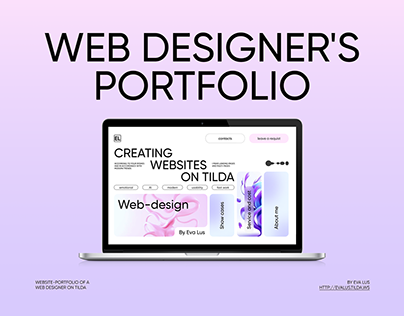 WEB DESIGNER'S
PORTFOLIO
EL
contacts
leave a request
CREATING
WEBSITES
ON TILDA
Web-design
By Eva Lus
Show cases
Service and cost
About me
WEBSITE-PORTFOLIO OF A
WEB DESIGNER ON TILDA
BY EVA LUS
HTTP://EVALUS.TILDA.WS